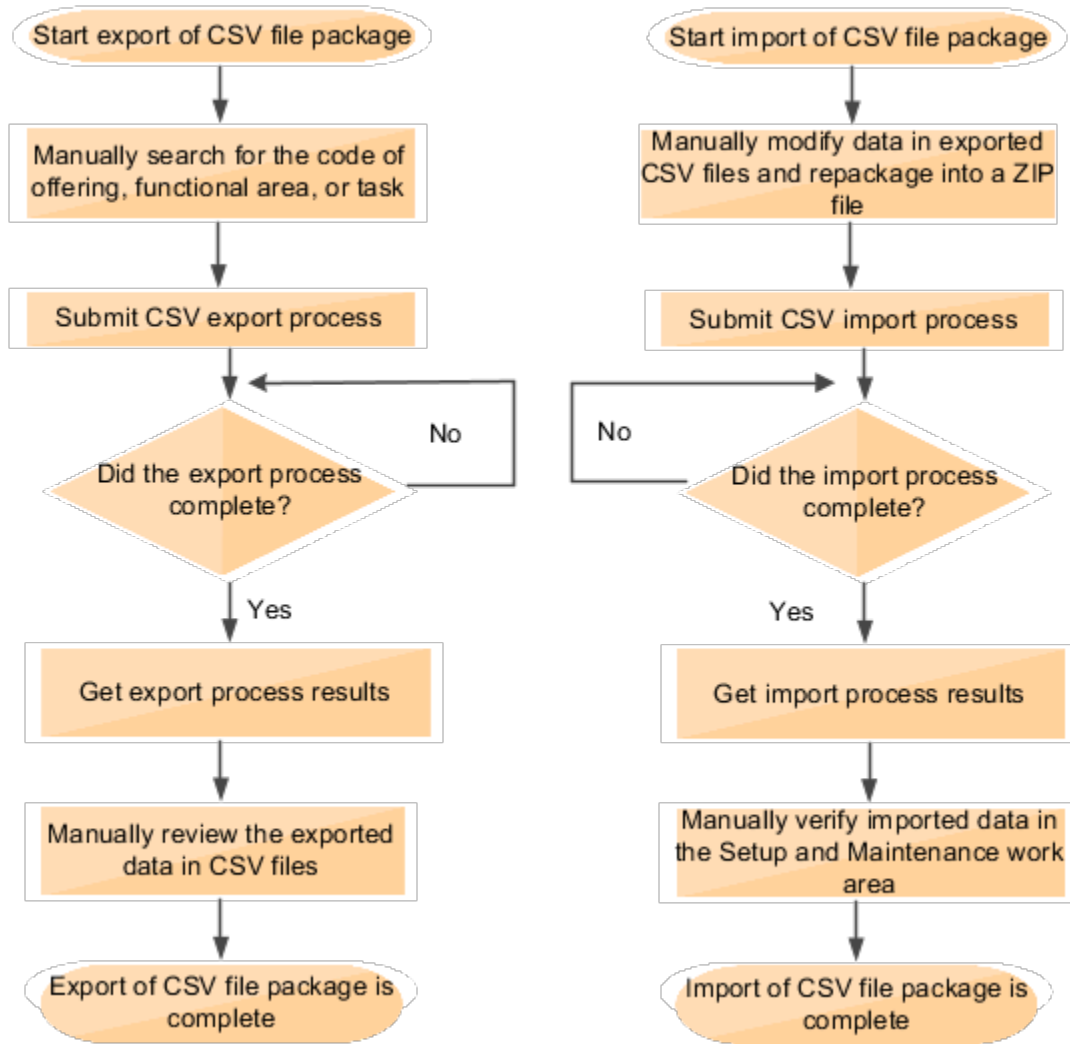 Start export of CSV file package
Manually search for the code of
offering, functional area, or task
Submit CSV export process
No
Did the export process
complete?
Yes
Get export process results
Manually review the exported
data in CSV files
Export of CSV file package is
complete
Start import of CSV file package
Manually modify data in exported
CSV files and repackage into a ZIP
file
Submit CSV import process
No
Did the import process
complete?
Yes
Get import process results
Manually verify imported data in
the Setup and Maintenance work
area
Import of CSV file package is
complete